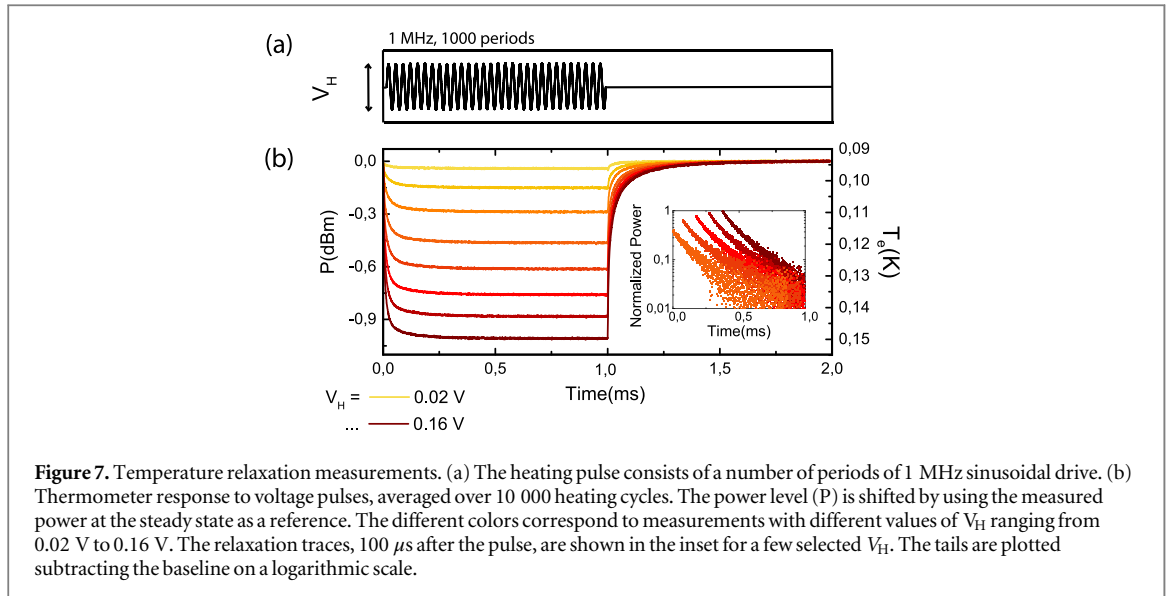 (a)
1 MHz, 1000 periods
V_H
(b)
0,0
-0,3
-0,6
-0,9
P(dBm)
0,09
0,10
0,11
0,12
0,13
0,14
0,15
T_e(K)
Normalized Power
1
0,1
0,01
0,0 0,5 1,0
Time(ms)
0,0 0,5 1,0 1,5 2,0
Time(ms)
V_H = 0.02 V
... 0.16 V
Figure 7. Temperature relaxation measurements. (a) The heating pulse consists of a number of periods of 1 MHz sinusoidal drive. (b)
Thermometer response to voltage pulses, averaged over 10 000 heating cycles. The power level (P) is shifted by using the measured
power at the steady state as a reference. The different colors correspond to measurements with different values of V_H ranging from
0.02 V to 0.16 V. The relaxation traces, 100 μs after the pulse, are shown in the inset for a few selected V_H. The tails are plotted
subtracting the baseline on a logarithmic scale.